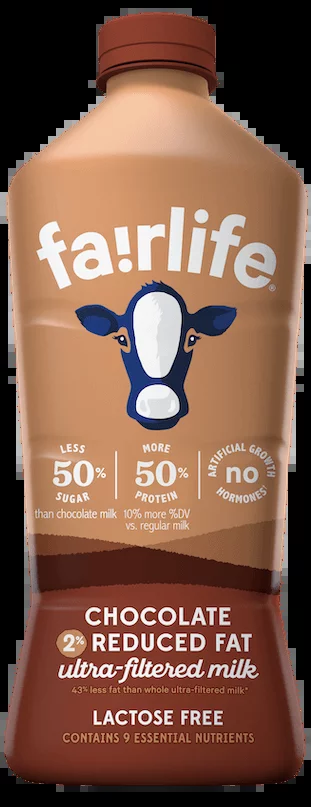 fa!rlife®
LESS
50%
SUGAR
than chocolate milk
MORE
50%
PROTEIN
10% more %DV
vs. regular milk
ARTIFICIAL GROWTH
no
HORMONES†
CHOCOLATE
2% REDUCED FAT
ultra-filtered milk
43% less fat than whole ultra-filtered milk*
LACTOSE FREE
CONTAINS 9 ESSENTIAL NUTRIENTS